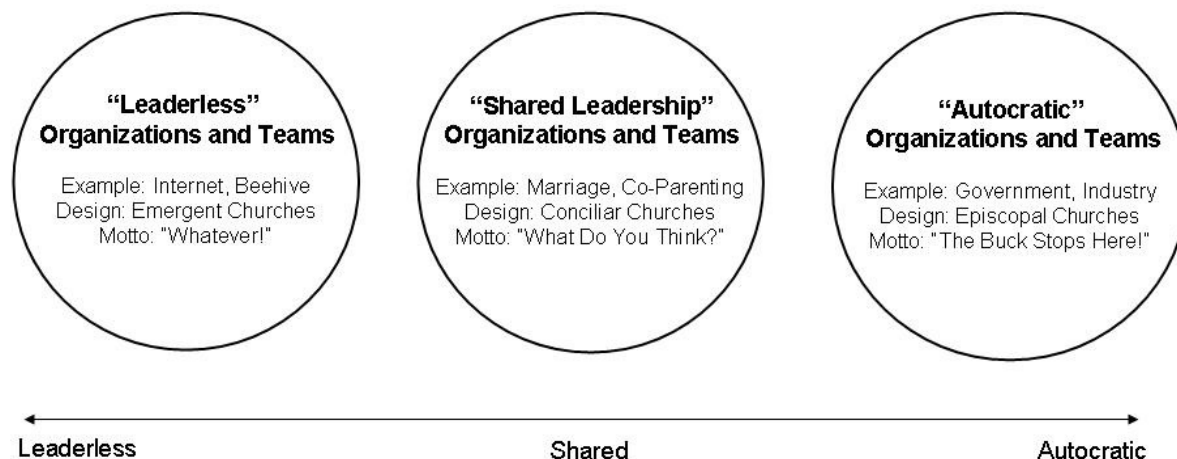 “Leaderless”
Organizations and Teams
Example: Internet, Beehive
Design: Emergent Churches
Motto: "Whatever!"
“Shared Leadership”
Organizations and Teams
Example: Marriage, Co-Parenting
Design: Conciliar Churches
Motto: "What Do You Think?"
“Autocratic”
Organizations and Teams
Example: Government, Industry
Design: Episcopal Churches
Motto: "The Buck Stops Here!"
Leaderless
Shared
Autocratic